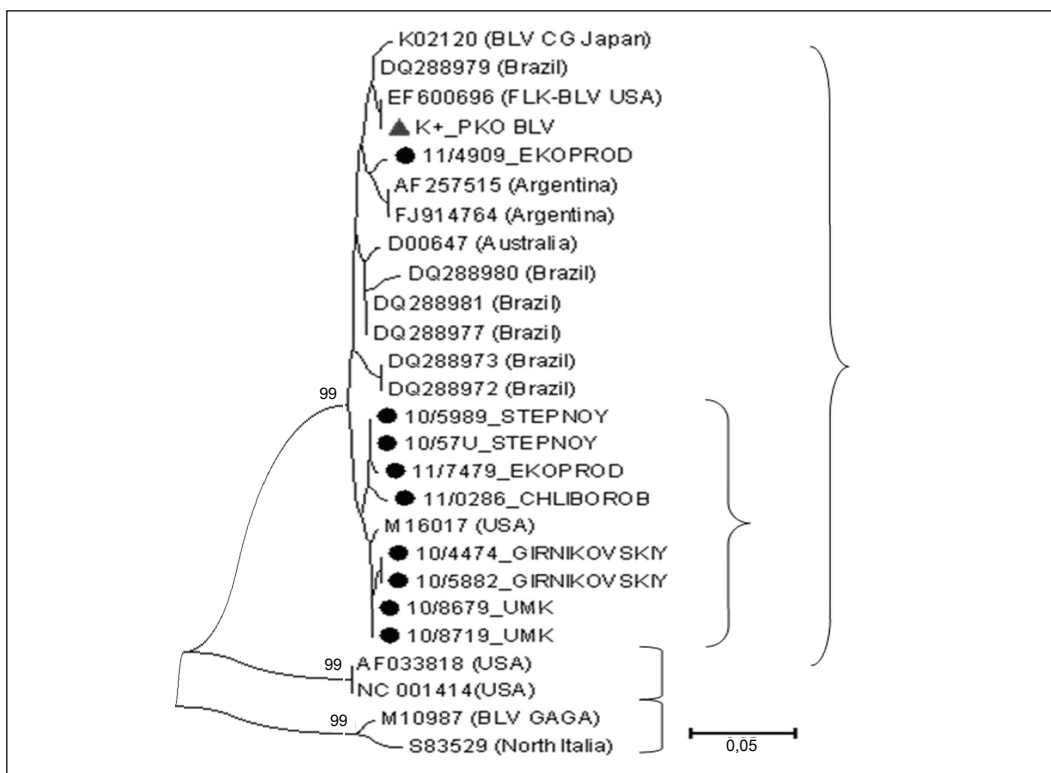 K02120 (BLV CG Japan)
DQ288979 (Brazil)
EF600696 (FLK-BLV USA)
K+_PKO BLV
11/4909_EKOPROD
AF257515 (Argentina)
FJ914764 (Argentina)
D00647 (Australia)
DQ288980 (Brazil)
DQ288981 (Brazil)
DQ288977 (Brazil)
DQ288973 (Brazil)
DQ288972 (Brazil)
99
10/5989_STEPNOY
10/57U_STEPNOY
11/7479_EKOPROD
11/0286_CHLIBOROB
M16017 (USA)
10/4474_GIRNIKOVSKIY
10/5882_GIRNIKOVSKIY
10/8679_UMK
10/8719_UMK
99
AF033818 (USA)
NC 001414(USA)
99
M10987 (BLV GAGA)
S83529 (North Italia)
0,05